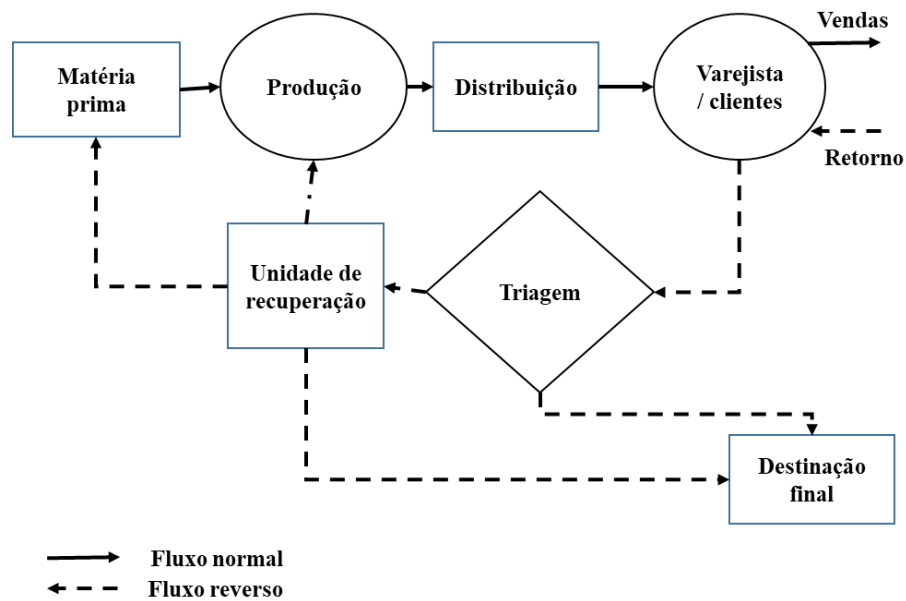 Vendas
Matéria
prima
Produção
Distribuição
Varejista
/ clientes
Retorno
Unidade de
recuperação
Triagem
Destinação
final
Fluxo normal
Fluxo reverso